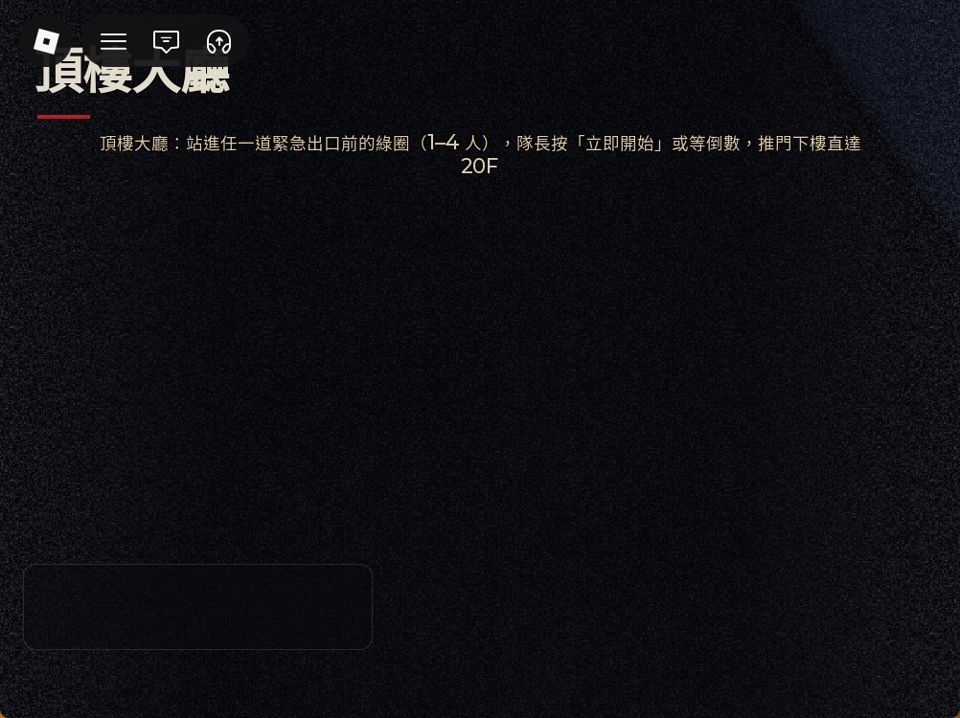 頂樓大廳
頂樓大廳：站進任一道緊急出口前的綠圈（1–4 人），隊長按「立即開始」或等倒數，推門下樓直達
20F